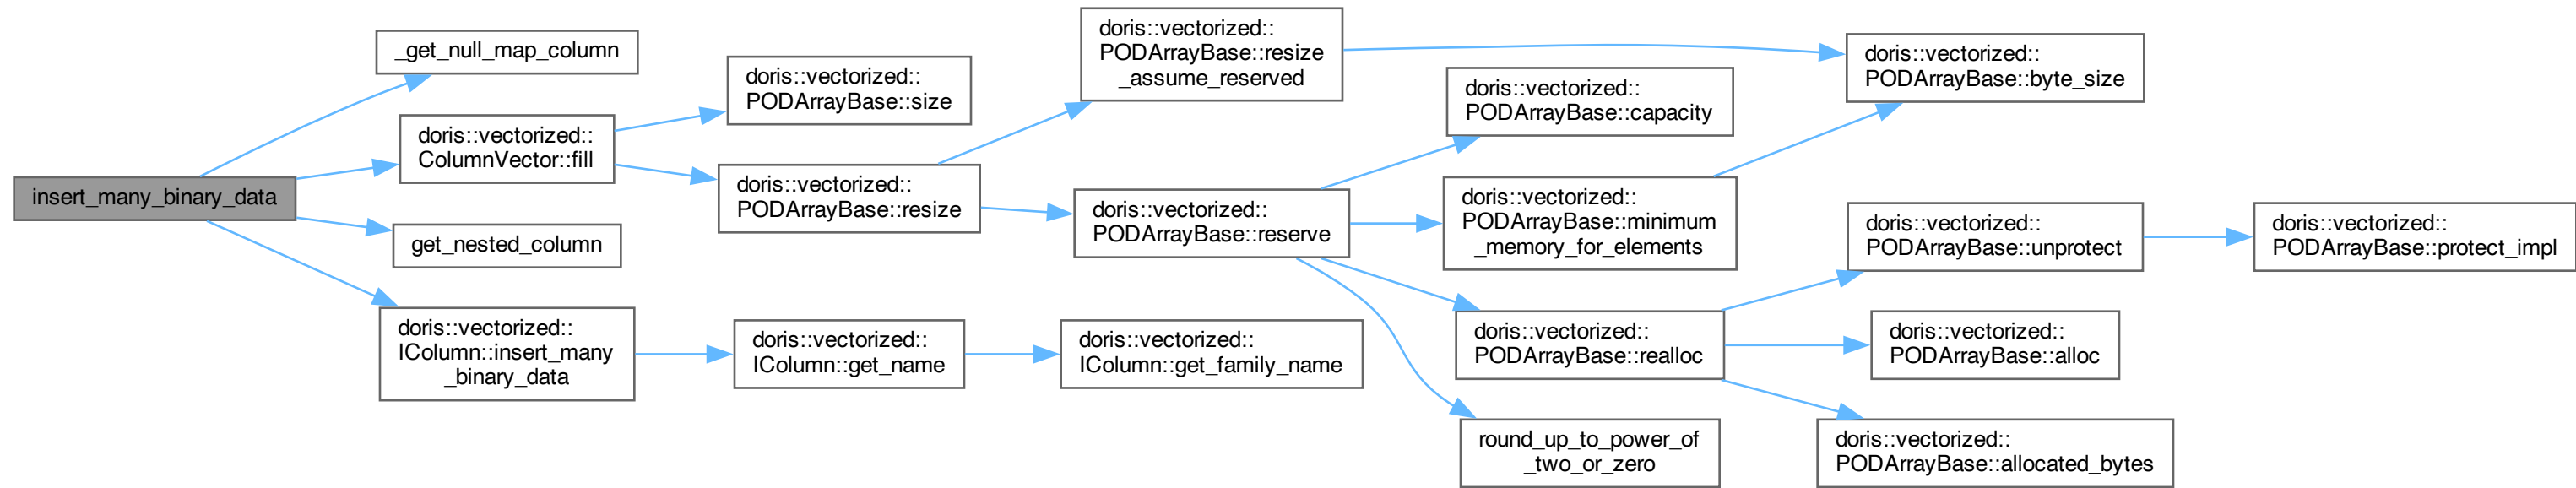 insert_many_binary_data
_get_null_map_column
doris::vectorized::
ColumnVector::fill
get_nested_column
doris::vectorized::
IColumn::insert_many
_binary_data
doris::vectorized::
PODArrayBase::size
doris::vectorized::
PODArrayBase::resize
doris::vectorized::
IColumn::get_name
doris::vectorized::
PODArrayBase::resize
_assume_reserved
doris::vectorized::
PODArrayBase::reserve
doris::vectorized::
IColumn::get_family_name
doris::vectorized::
PODArrayBase::capacity
doris::vectorized::
PODArrayBase::minimum
_memory_for_elements
doris::vectorized::
PODArrayBase::realloc
round_up_to_power_of
_two_or_zero
doris::vectorized::
PODArrayBase::byte_size
doris::vectorized::
PODArrayBase::unprotect
doris::vectorized::
PODArrayBase::alloc
doris::vectorized::
PODArrayBase::allocated_bytes
doris::vectorized::
PODArrayBase::protect_impl